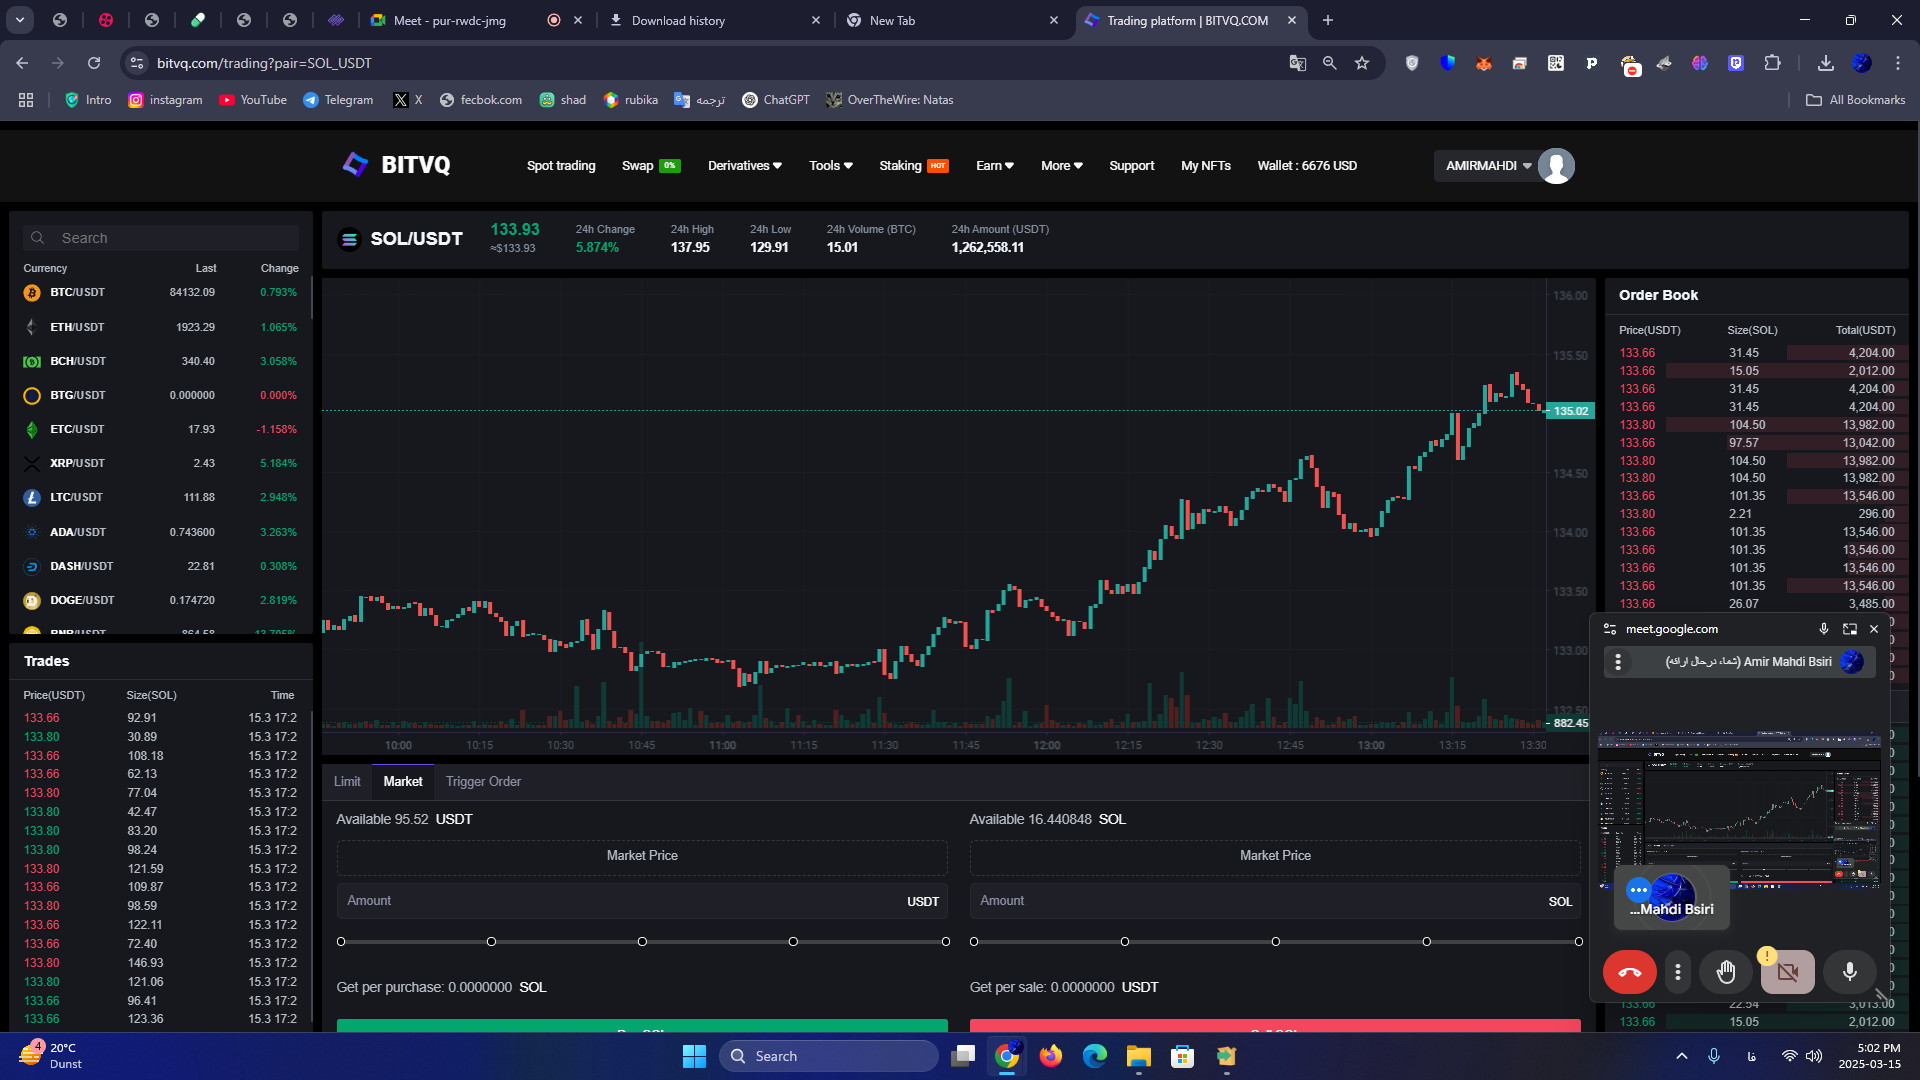 Meet - pur-rwdc-jmg
Download history
New Tab
Trading platform | BITVQ.COM
bitvq.com/trading?pair=SOL_USDT
Intro
instagram
YouTube
Telegram
X
fecbok.com
shad
rubika
ترجمه
ChatGPT
OverTheWire: Natas
All Bookmarks
BITVQ
Spot trading
Swap 0%
Derivatives
Tools
Staking HOT
Earn
More
Support
My NFTs
Wallet : 6676 USD
AMIRMAHDI
Search
Currency Last Change
BTC/USDT 84132.09 0.793%
ETH/USDT 1923.29 1.065%
BCH/USDT 340.40 3.058%
BTG/USDT 0.000000 0.000%
ETC/USDT 17.93 -1.158%
XRP/USDT 2.43 5.184%
LTC/USDT 111.88 2.948%
ADA/USDT 0.743600 3.263%
DASH/USDT 22.81 0.308%
DOGE/USDT 0.174720 2.819%
Trades
Price(USDT) Size(SOL) Time
133.66 92.91 15.3 17:2
133.80 30.89 15.3 17:2
133.66 108.18 15.3 17:2
133.66 62.13 15.3 17:2
133.80 77.04 15.3 17:2
133.80 42.47 15.3 17:2
133.80 83.20 15.3 17:2
133.80 98.24 15.3 17:2
133.80 121.59 15.3 17:2
133.66 109.87 15.3 17:2
133.80 98.59 15.3 17:2
133.66 122.11 15.3 17:2
133.66 72.40 15.3 17:2
133.80 146.93 15.3 17:2
133.80 121.06 15.3 17:2
133.66 96.41 15.3 17:2
133.66 123.36 15.3 17:2
SOL/USDT
133.93
≈$133.93
24h Change
5.874%
24h High
137.95
24h Low
129.91
24h Volume (BTC)
15.01
24h Amount (USDT)
1,262,558.11
136.00
135.50
135.02
134.50
134.00
133.50
133.00
132.50
882.45
10:00 10:15 10:30 10:45 11:00 11:15 11:30 11:45 12:00 12:15 12:30 12:45 13:00 13:15 13:30
Limit Market Trigger Order
Available 95.52 USDT
Market Price
Amount USDT
Get per purchase: 0.0000000 SOL
Available 16.440848 SOL
Market Price
Amount SOL
Get per sale: 0.0000000 USDT
Order Book
Price(USDT) Size(SOL) Total(USDT)
133.66 31.45 4,204.00
133.66 15.05 2,012.00
133.66 31.45 4,204.00
133.66 31.45 4,204.00
133.80 104.50 13,982.00
133.66 97.57 13,042.00
133.80 104.50 13,982.00
133.80 104.50 13,982.00
133.66 101.35 13,546.00
133.80 2.21 296.00
133.66 101.35 13,546.00
133.66 101.35 13,546.00
133.66 101.35 13,546.00
133.66 101.35 13,546.00
133.66 26.07 3,485.00
meet.google.com
Amir Mahdi Bsiri (شما، درحال ارائه)
...Mahdi Bsiri
133.66 22.54 3,013.00
133.66 15.05 2,012.00
4
20°C
Dunst
Search
فا
5:02 PM
2025-03-15